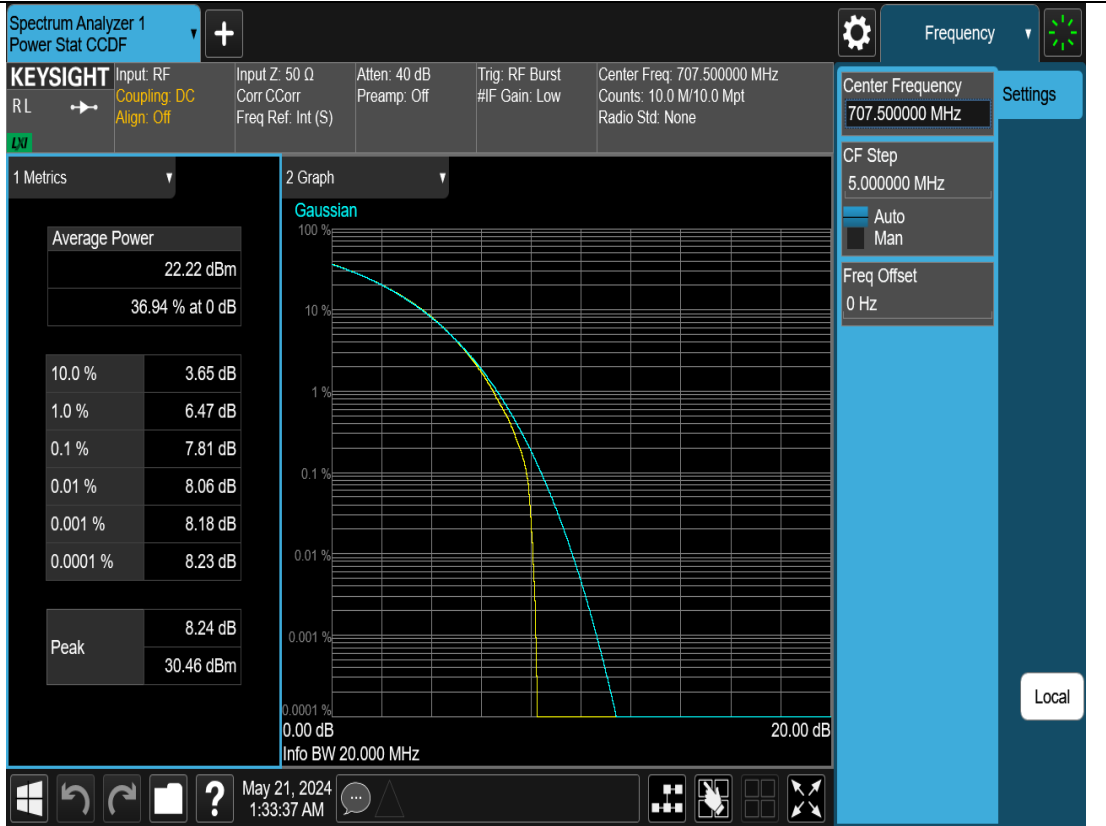 Spectrum Analyzer 1
Power Stat CCDF
+
Frequency
KEYSIGHT
RL
LXI
Input: RF
Coupling: DC
Align: Off
Input Z: 50 Ω
Corr CCorr
Freq Ref: Int (S)
Atten: 40 dB
Preamp: Off
Trig: RF Burst
#IF Gain: Low
Center Freq: 707.500000 MHz
Counts: 10.0 M/10.0 Mpt
Radio Std: None
Center Frequency
707.500000 MHz
Settings
CF Step
5.000000 MHz
Auto
Man
Freq Offset
0 Hz
Local
1 Metrics
Average Power
22.22 dBm
36.94 % at 0 dB
10.0 % 3.65 dB
1.0 % 6.47 dB
0.1 % 7.81 dB
0.01 % 8.06 dB
0.001 % 8.18 dB
0.0001 % 8.23 dB
Peak
8.24 dB
30.46 dBm
2 Graph
Gaussian
100 %
10 %
1 %
0.1 %
0.01 %
0.001 %
0.0001 %
0.00 dB 20.00 dB
Info BW 20.000 MHz
?
May 21, 2024
1:33:37 AM